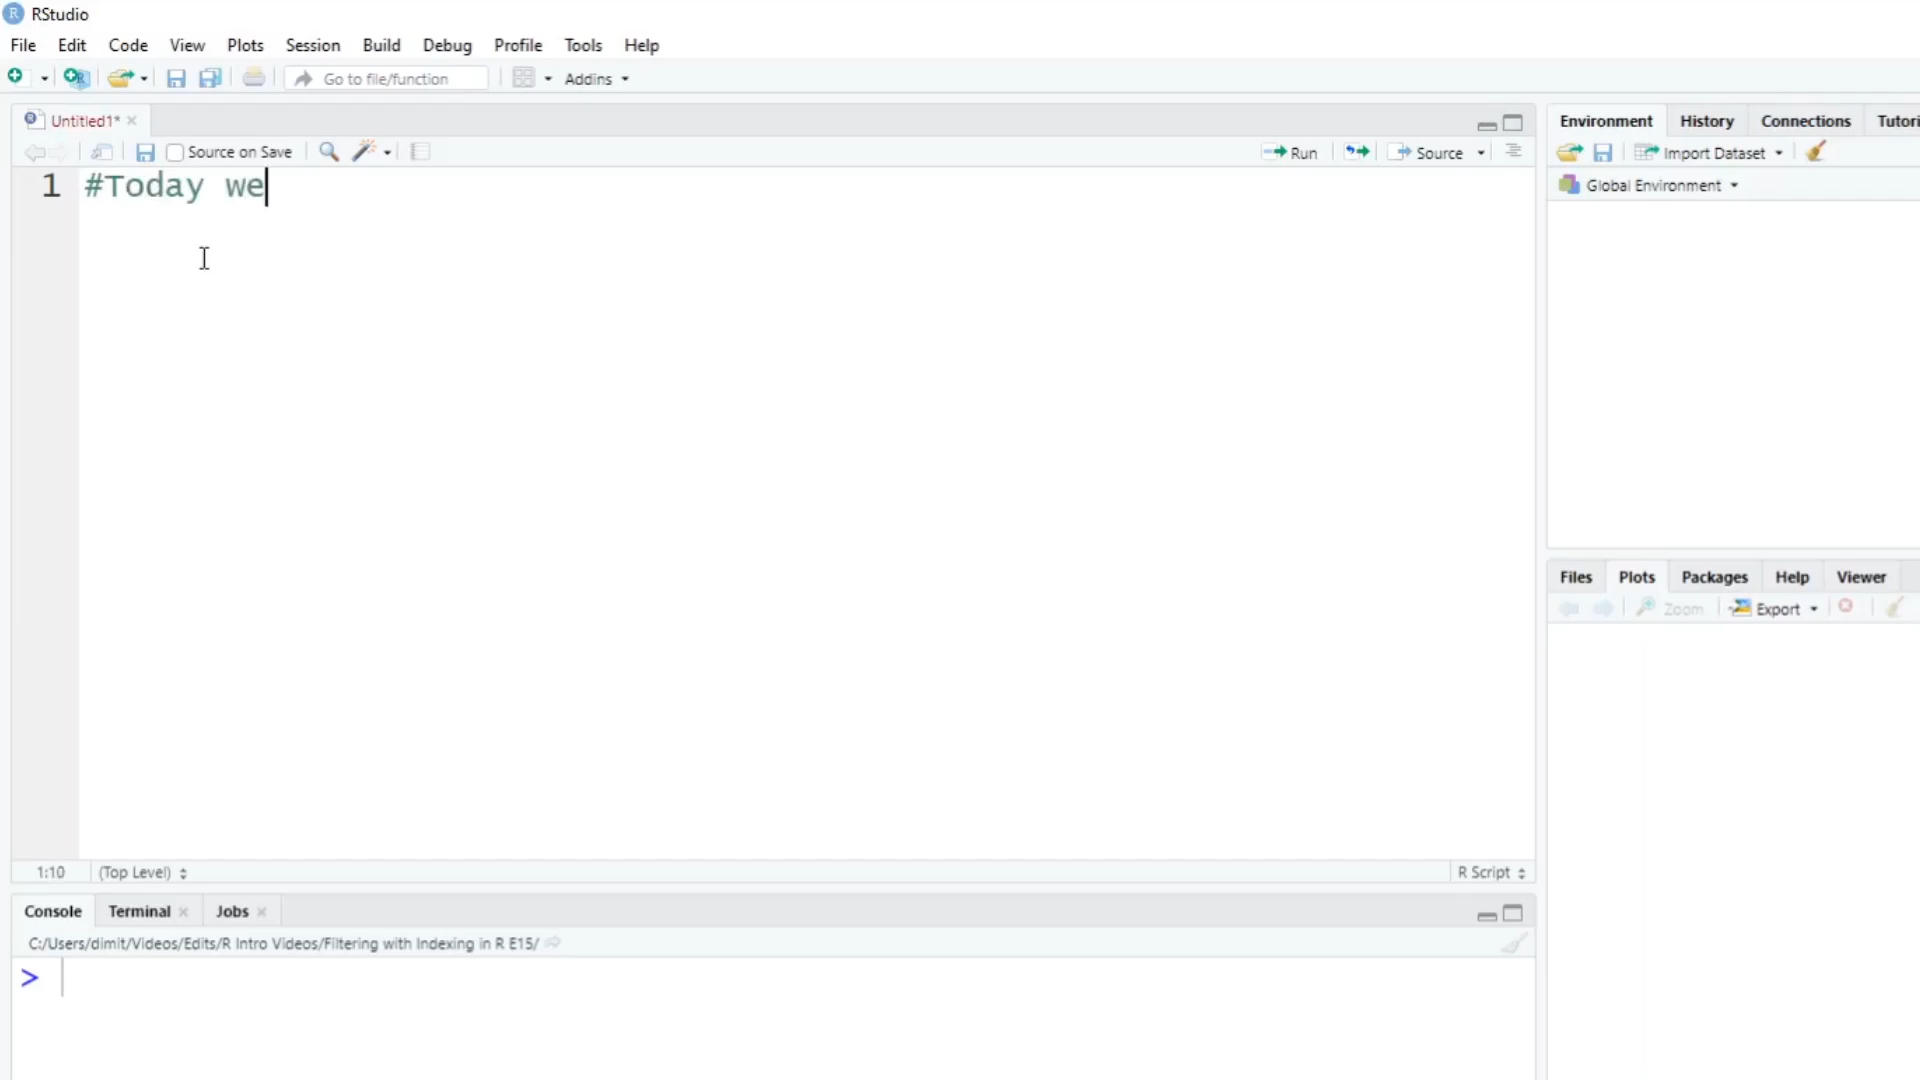 RStudio
File Edit Code View Plots Session Build Debug Profile Tools Help
Go to file/function Addins
Untitled1*
Source on Save Run Source
1 #Today we
1:10 (Top Level) R Script
Console Terminal Jobs
C:/Users/dimit/Videos/Edits/R Intro Videos/Filtering with Indexing in R E15/
>
Environment History Connections Tutori
Import Dataset
Global Environment
Files Plots Packages Help Viewer
Zoom Export